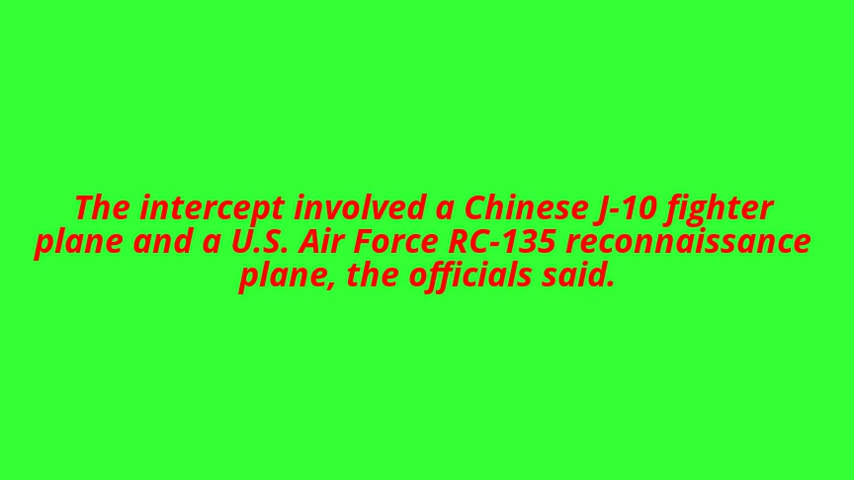 The intercept involved a Chinese J-10 fighter
plane and a U.S. Air Force RC-135 reconnaissance
plane, the officials said.